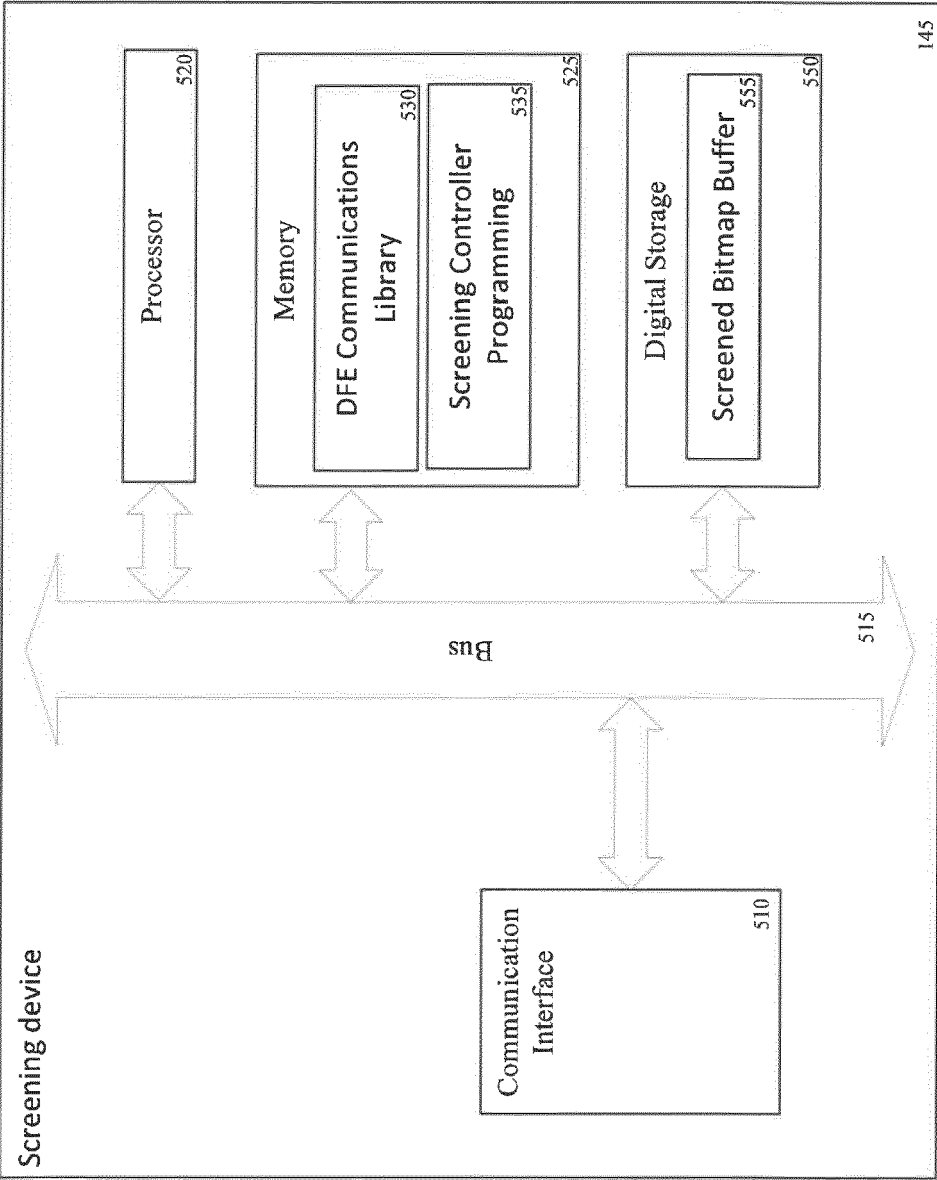 Screening device
Communication
Interface
510
Bus
515
Processor
520
Memory
DFE Communications
Library
530
Screening Controller
Programming
535
525
Digital Storage
Screened Bitmap Buffer
555
550
145